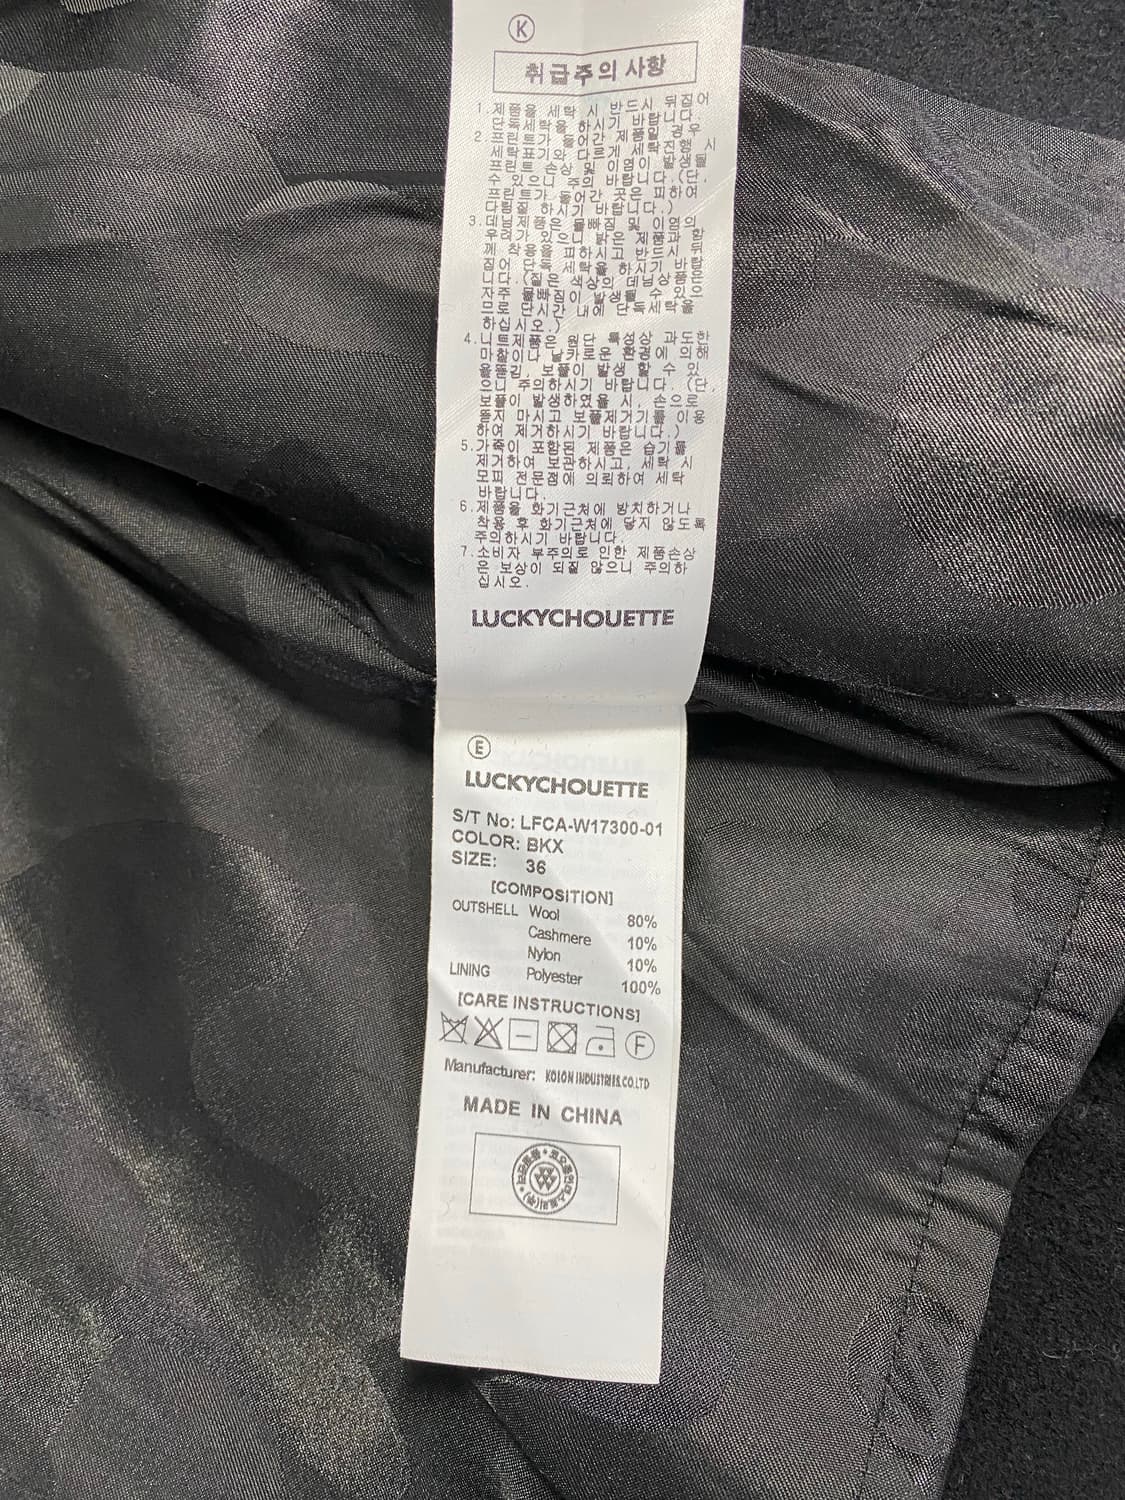 K
취급주의사항
1.제품을 세탁 시 반드시 뒤집어
단독세탁을 하시기 바랍니다.
2.프린트가 들어간 제품일 경우
세탁표기와 다르게 세탁진행 시
프린트 손상 및 이염이 발생될
수 있으니 주의 바랍니다.(단,
프린트가 들어간 곳은 피하여
다림질 하시기 바랍니다.)
3.데님제품은 물빠짐 및 이염의
우려가 있으니 밝은 제품과 함
께 착용을 피하시고 반드시 뒤
집어 단독 세탁을 하시기 바랍
니다.(짙은 색상의 데님상품은
자주 물빠짐이 발생될 수 있으
므로 단시간 내에 단독세탁을
하십시오.)
4.니트제품은 원단 특성상 과도한
마찰이나 날카로운 환경에 의해
올뜯김, 보풀이 발생 할 수 있
으니 주의하시기 바랍니다. (단,
보풀이 발생하였을 시, 손으로
뜯지 마시고 보풀제거기를 이용
하여 제거하시기 바랍니다.)
5.가죽이 포함된 제품은 습기를
제거하여 보관하시고, 세탁 시
모피 전문점에 의뢰하여 세탁
바랍니다.
6.제품을 화기근처에 방치하거나
착용 후 화기근처에 닿지 않도록
주의하시기 바랍니다.
7.소비자 부주의로 인한 제품손상
은 보상이 되질 않으니 주의하
십시오.
LUCKYCHOUETTE
E
LUCKYCHOUETTE
S/T No: LFCA-W17300-01
COLOR: BKX
SIZE: 36
[COMPOSITION]
OUTSHELL Wool 80%
Cashmere 10%
Nylon 10%
LINING Polyester 100%
[CARE INSTRUCTIONS]
F
Manufacturer: KOLON INDUSTRIES.CO.LTD
MADE IN CHINA